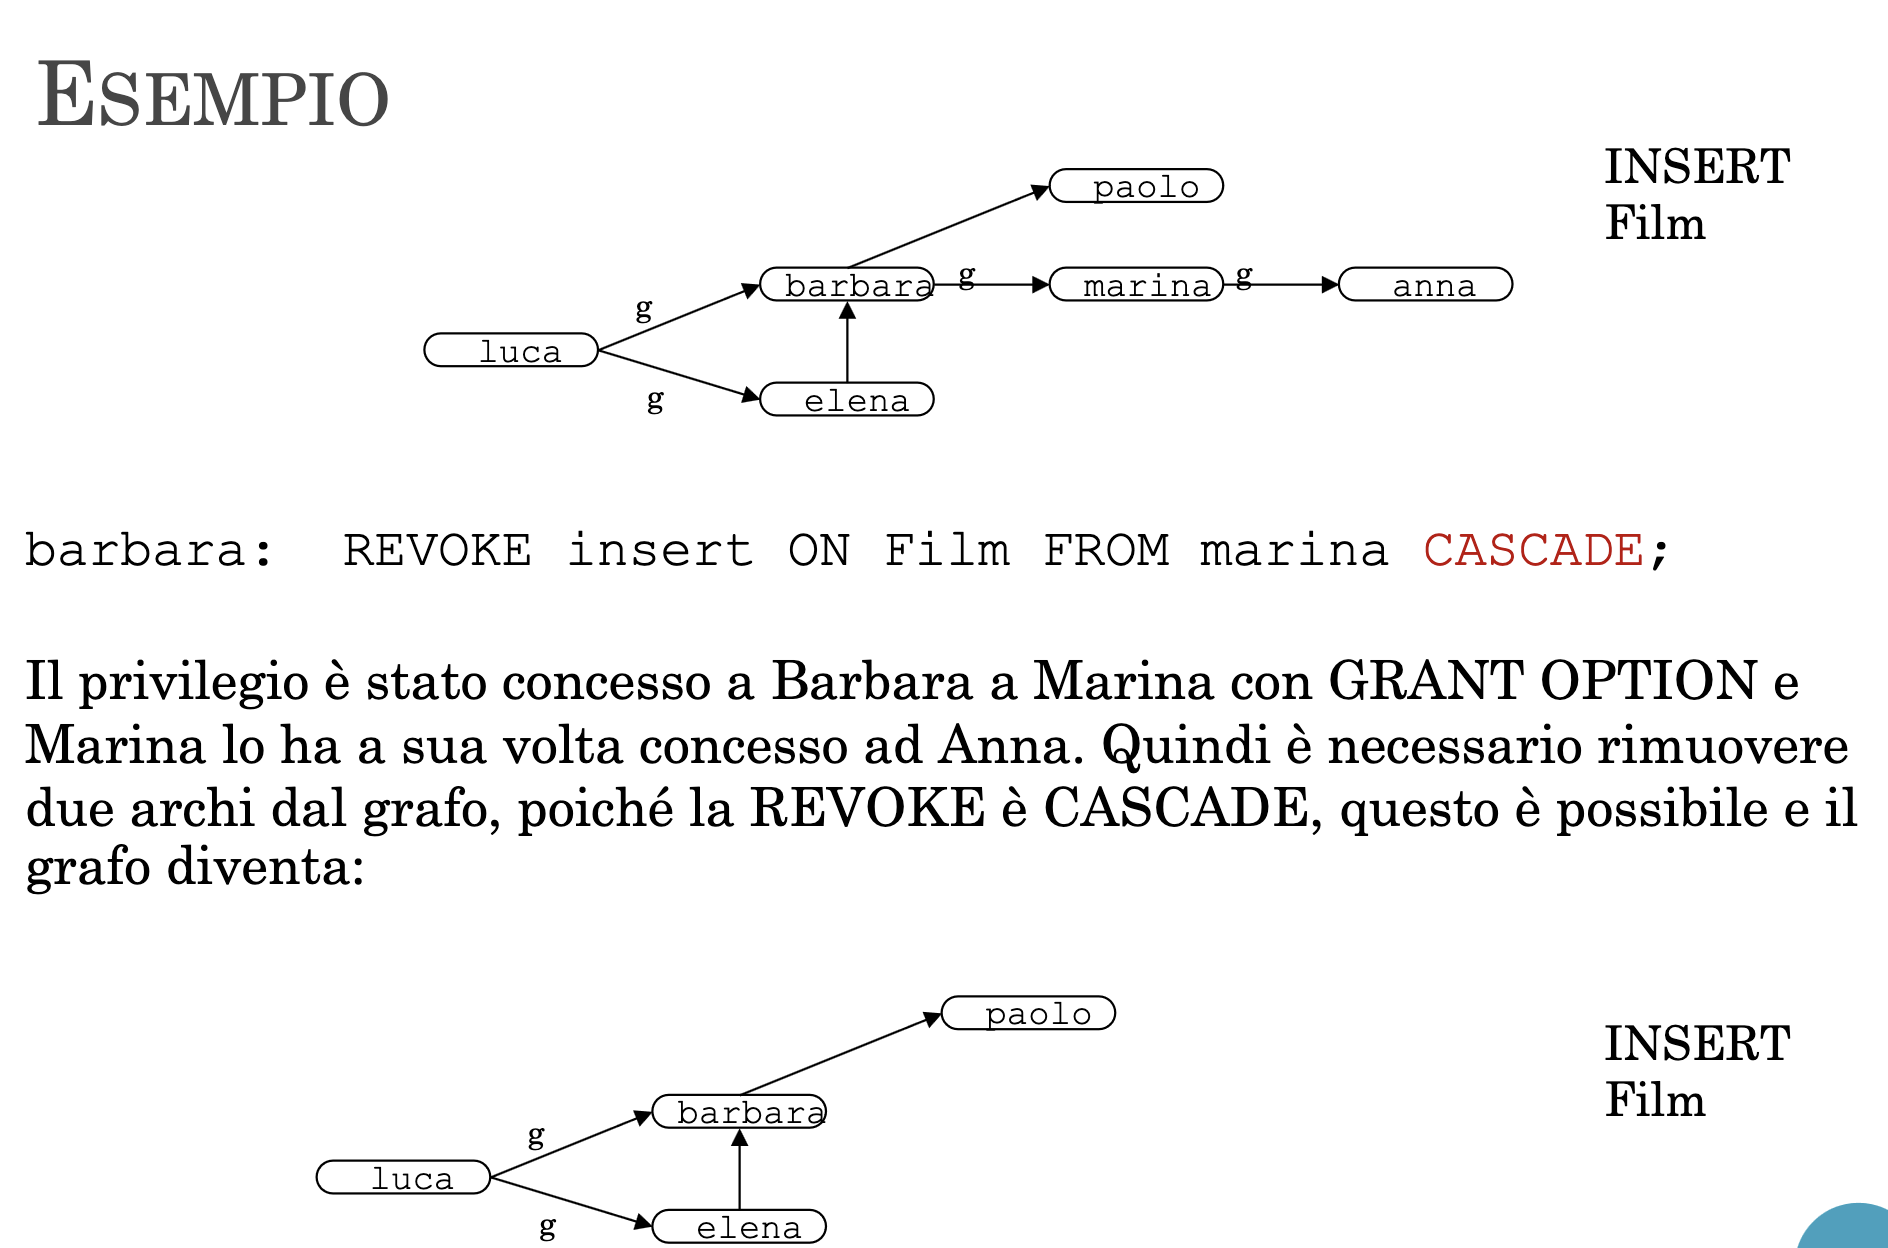 ESEMPIO
INSERT
Film
paolo
barbara
g
marina
g
anna
g
luca
g
elena
barbara: REVOKE insert ON Film FROM marina CASCADE;
Il privilegio è stato concesso a Barbara a Marina con GRANT OPTION e
Marina lo ha a sua volta concesso ad Anna. Quindi è necessario rimuovere
due archi dal grafo, poiché la REVOKE è CASCADE, questo è possibile e il
grafo diventa:
paolo
INSERT
Film
barbara
g
luca
g
elena